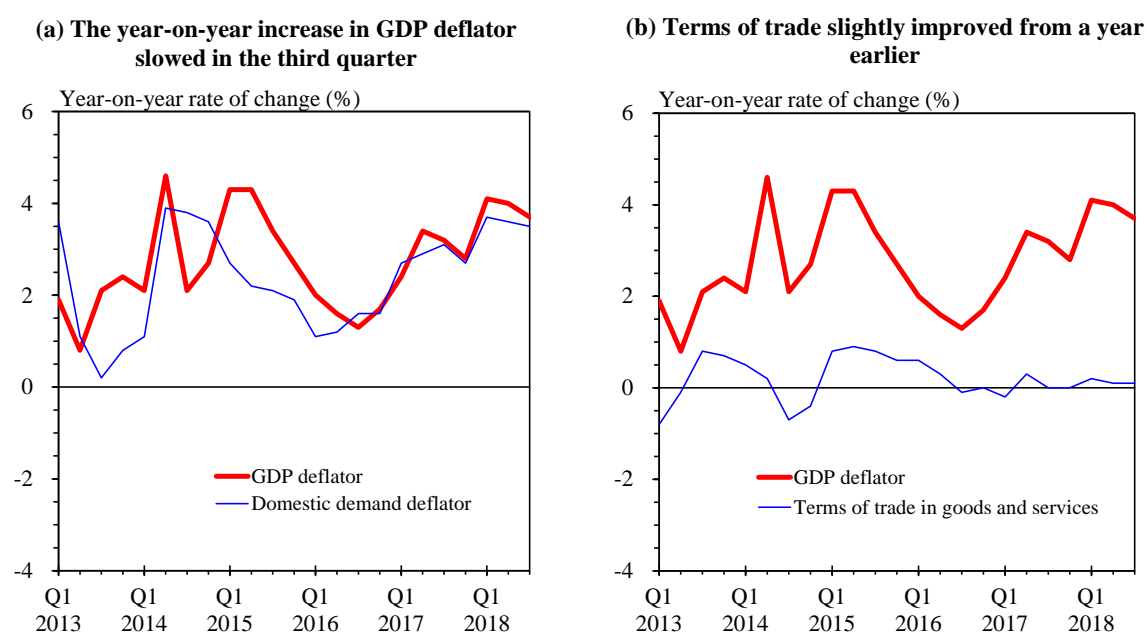 (a) The year-on-year increase in GDP deflator
slowed in the third quarter
Year-on-year rate of change (%)
6
4
2
0
-2
-4
GDP deflator
Domestic demand deflator
Q1 Q1 Q1 Q1 Q1 Q1
2013 2014 2015 2016 2017 2018
(b) Terms of trade slightly improved from a year
earlier
Year-on-year rate of change (%)
6
4
2
0
-2
-4
GDP deflator
Terms of trade in goods and services
Q1 Q1 Q1 Q1 Q1 Q1
2013 2014 2015 2016 2017 2018